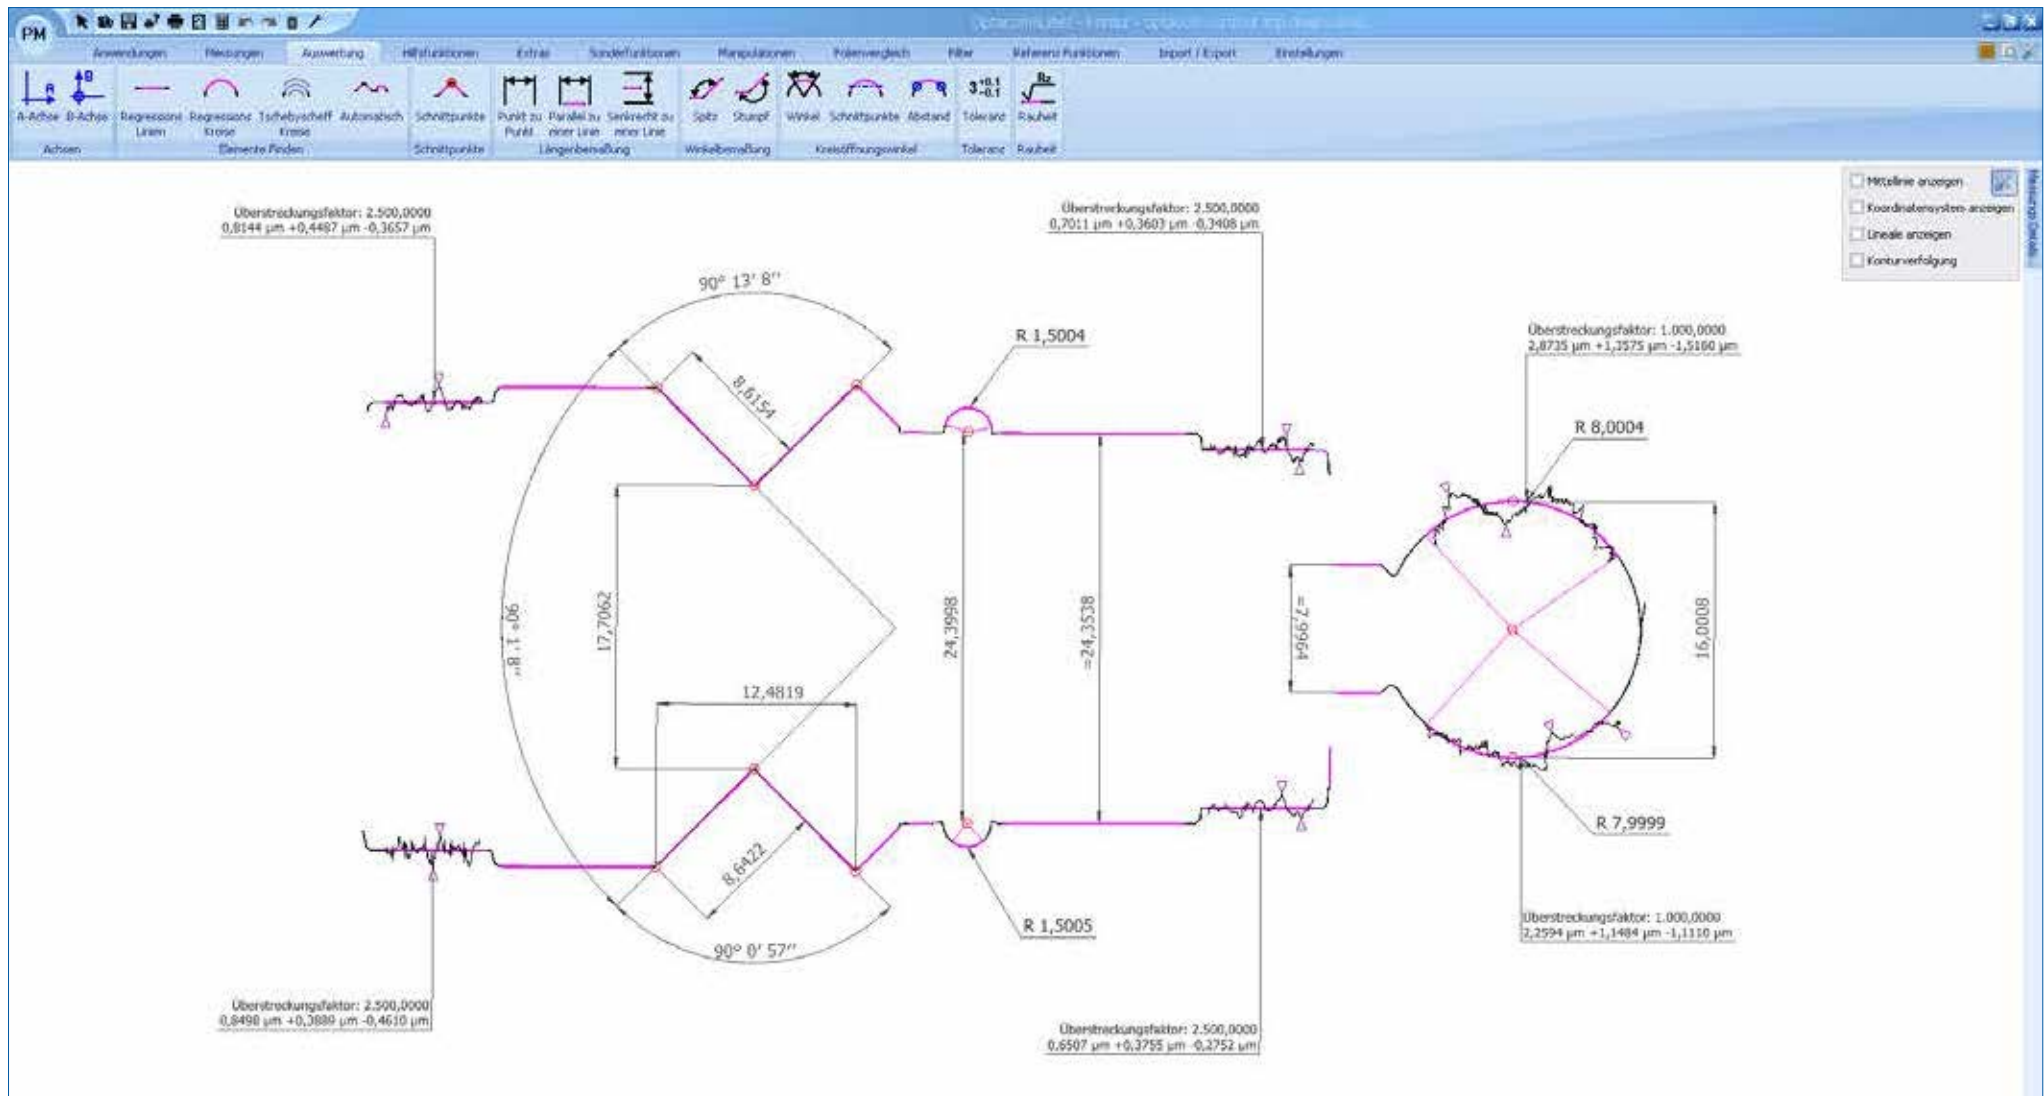 PM
Anwendungen Messungen Auswertung Hilfsfunktionen Extras Sonderfunktionen Manipulationen Folienvergleich Filter Referenz Funktionen Import / Export Einstellungen
A B +0.1 Rz
3 -0.1
A-Achse B-Achse Regressions Regressions Tschebyscheff Automatisch Schnittpunkte Punkt zu Parallel zu Senkrecht zu Spitz Stumpf Winkel Schnittpunkte Abstand Toleranz Rauheit
Linien Kreise Kreise Punkt einer Linie einer Linie
Achsen Elemente Finden Schnittpunkte Längenbemaßung Winkelbemaßung Kreisöffnungswinkel Toleranz Rauheit
Mittellinie anzeigen
Koordinatensystem anzeigen
Lineale anzeigen
Konturverfolgung
Überstreckungsfaktor: 2.500,0000
0,8144 µm +0,4487 µm -0,3657 µm
Überstreckungsfaktor: 2.500,0000
0,7011 µm +0,3603 µm -0,3408 µm
90° 13' 8''
R 1,5004
Überstreckungsfaktor: 1.000,0000
2,8735 µm +1,3575 µm -1,5160 µm
8,6154
R 8,0004
90° 1' 8''
17,7062
24,3998
=24,3538
=7,9964
16,0008
12,4819
8,6422
R 7,9999
R 1,5005
90° 0' 57''
Überstreckungsfaktor: 1.000,0000
2,2594 µm +1,1484 µm -1,1110 µm
Überstreckungsfaktor: 2.500,0000
0,8498 µm +0,3889 µm -0,4610 µm
Überstreckungsfaktor: 2.500,0000
0,6507 µm +0,3755 µm -0,2752 µm